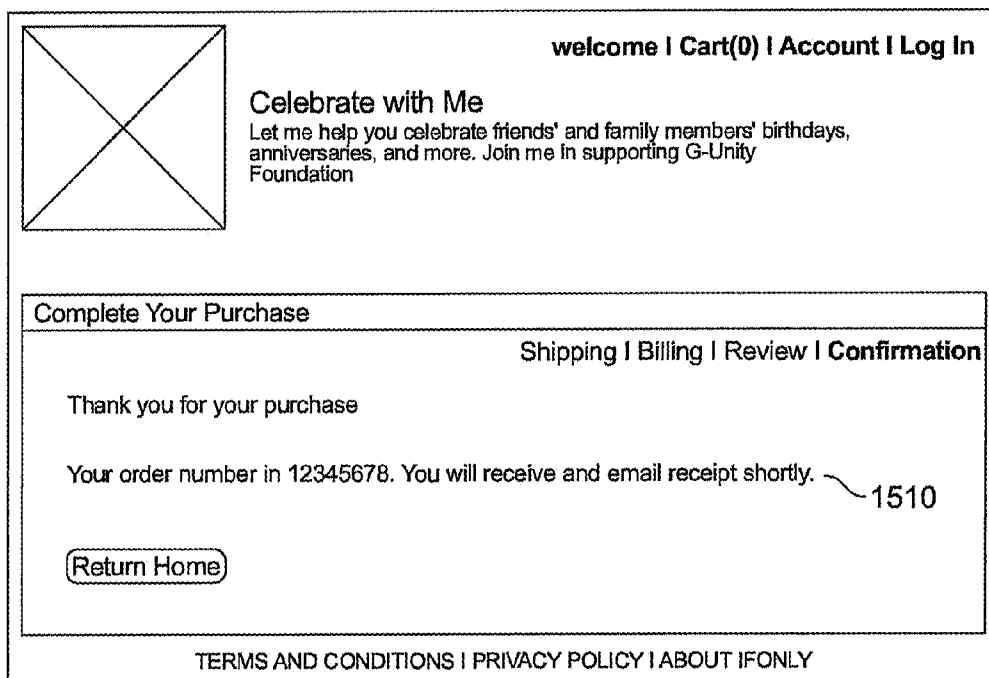 welcome I Cart(0) I Account I Log In
Celebrate with Me
Let me help you celebrate friends' and family members' birthdays,
anniversaries, and more. Join me in supporting G-Unity
Foundation
Complete Your Purchase
Shipping I Billing I Review I Confirmation
Thank you for your purchase
Your order number in 12345678. You will receive and email receipt shortly.
1510
Return Home
TERMS AND CONDITIONS I PRIVACY POLICY I ABOUT IFONLY